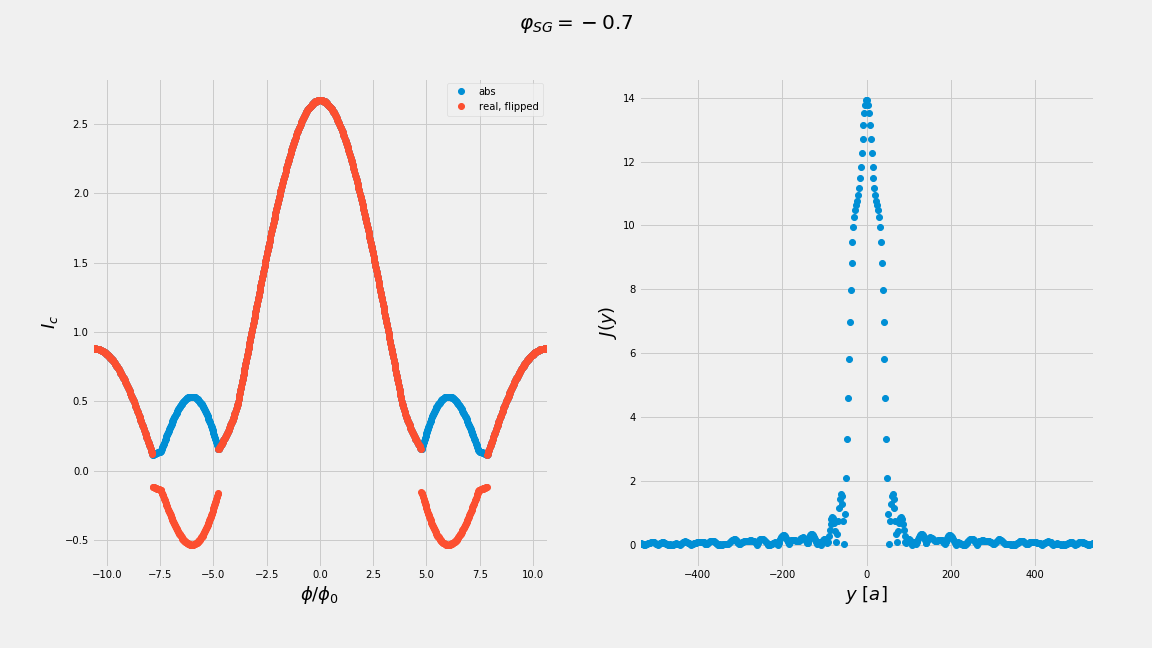 φ_SG = −0.7
abs
real, flipped
I_c
2.5
2.0
1.5
1.0
0.5
0.0
−0.5
−10.0 −7.5 −5.0 −2.5 0.0 2.5 5.0 7.5 10.0
ϕ/ϕ_0
J(y)
14
12
10
8
6
4
2
0
−400 −200 0 200 400
y [a]